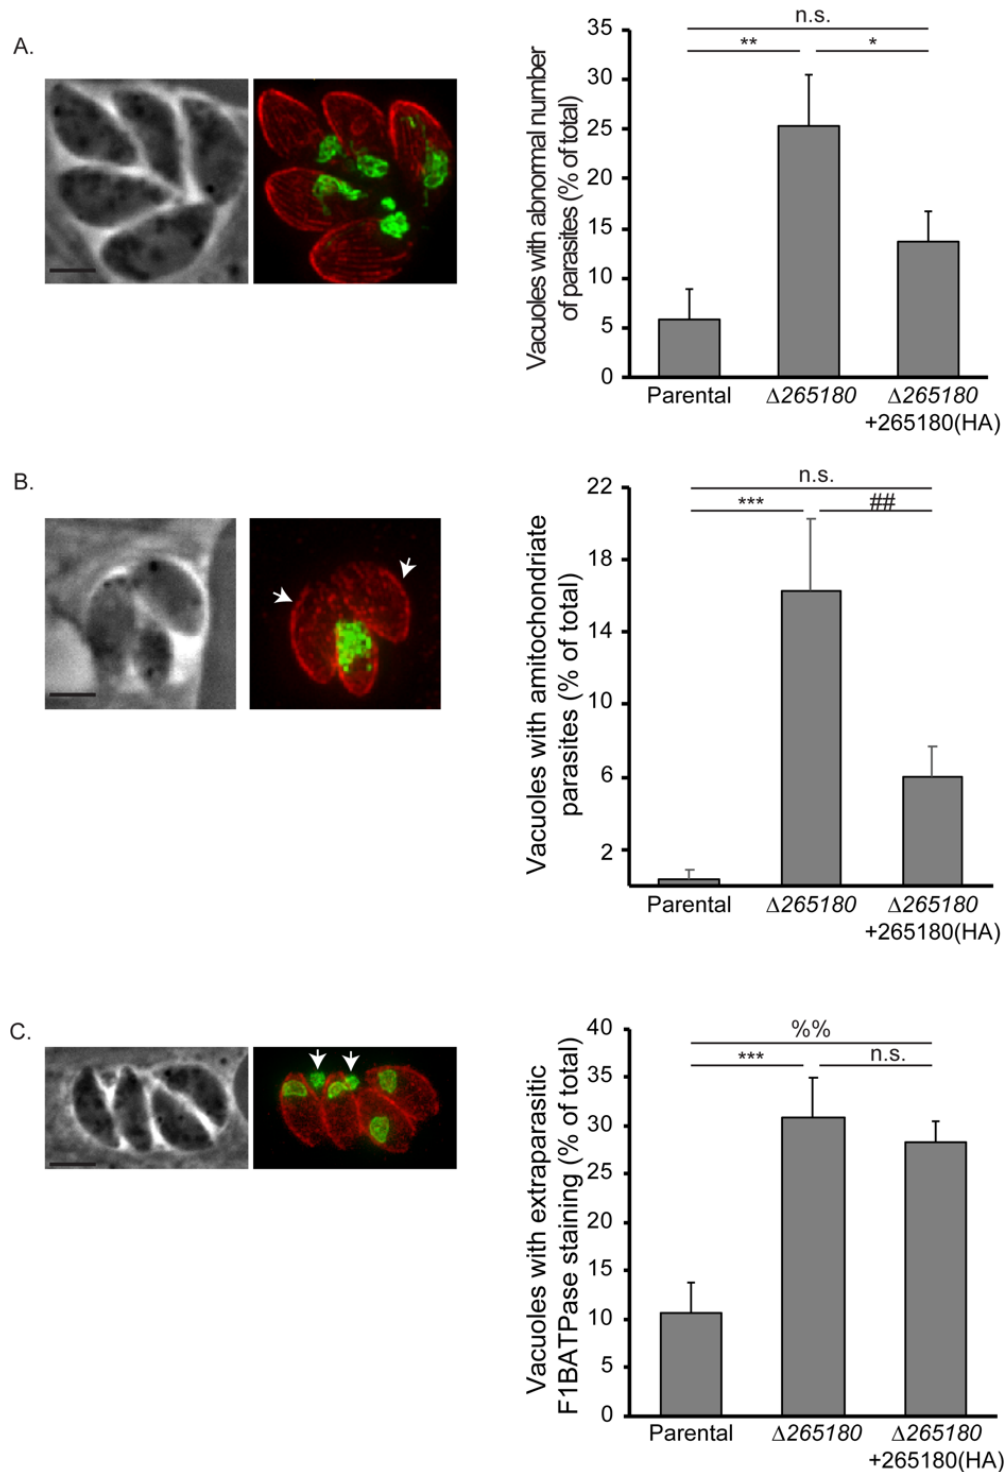 A.
n.s.
** *
35
30
25
20
15
10
5
0
Vacuoles with abnormal number
of parasites (% of total)
Parental Δ265180 Δ265180
+265180(HA)
B.
n.s.
*** ##
22
18
14
10
6
2
Vacuoles with amitochondriate
parasites (% of total)
Parental Δ265180 Δ265180
+265180(HA)
C.
%%
*** n.s.
40
35
30
25
20
15
10
5
0
Vacuoles with extraparasitic
F1BATPase staining (% of total)
Parental Δ265180 Δ265180
+265180(HA)